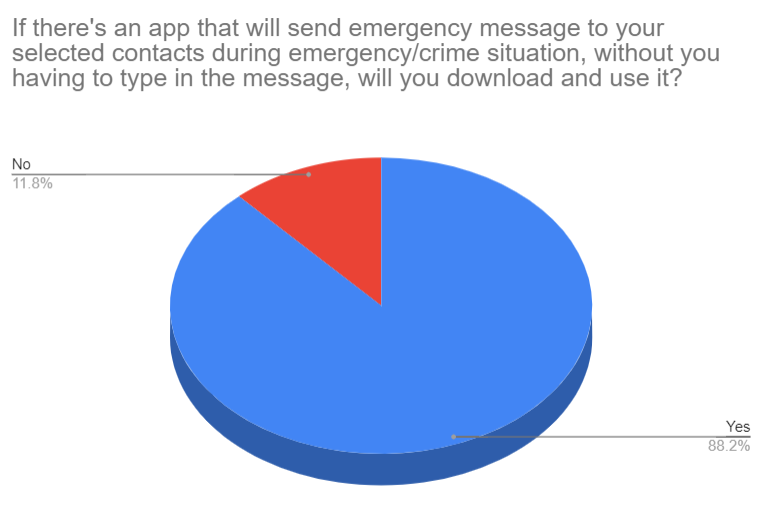 If there's an app that will send emergency message to your
selected contacts during emergency/crime situation, without you
having to type in the message, will you download and use it?
No
11.8%
Yes
88.2%